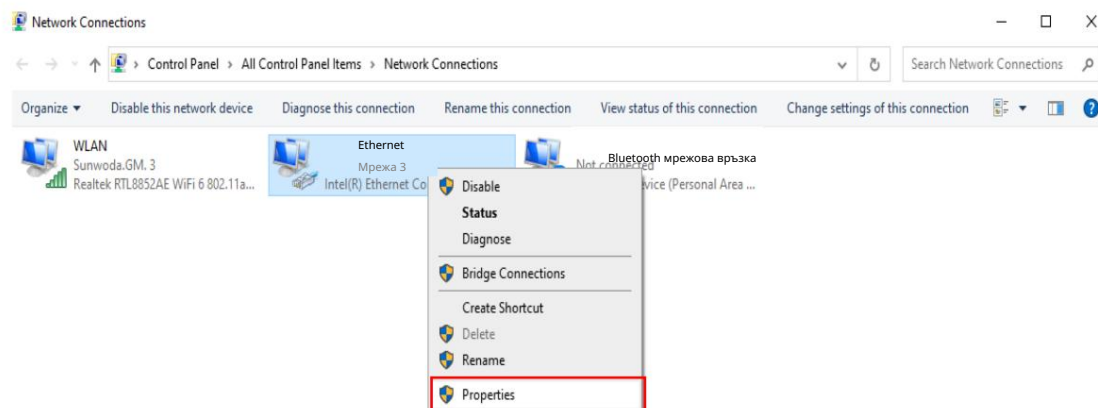 Network Connections
Control Panel > All Control Panel Items > Network Connections
Search Network Connections
Organize Disable this network device Diagnose this connection Rename this connection View status of this connection Change settings of this connection
WLAN
Sunwoda.GM. 3
Realtek RTL8852AE WiFi 6 802.11a...
Ethernet
Мрежа 3
Intel(R) Ethernet Co
Bluetooth мрежова връзка
Not connected
vice (Personal Area ...
Disable
Status
Diagnose
Bridge Connections
Create Shortcut
Delete
Rename
Properties